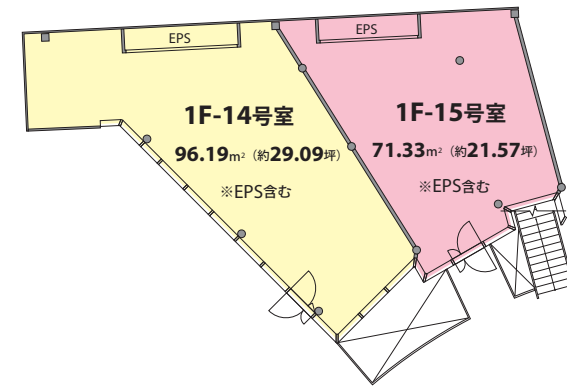 EPS
EPS
1F-14号室
96.19m²（約29.09坪）
※EPS含む
1F-15号室
71.33m²（約21.57坪）
※EPS含む